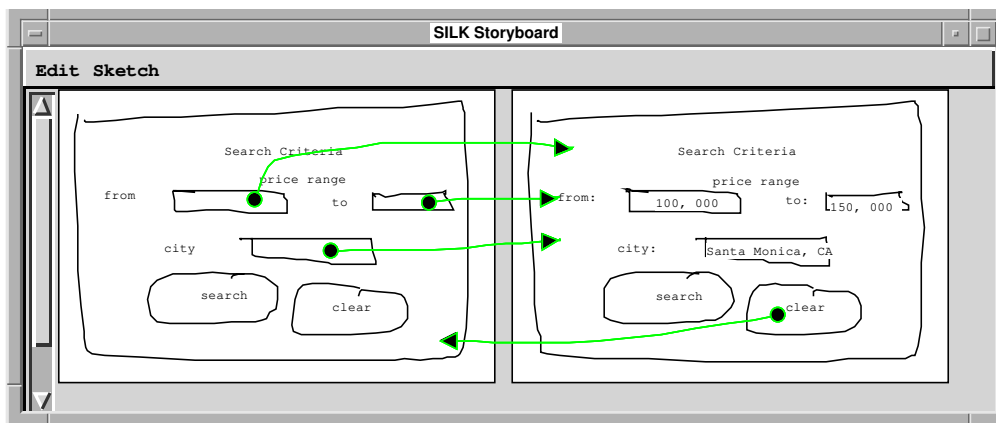 SILK Storyboard
Edit Sketch
Search Criteria
price range
from
to
city
search
clear
Search Criteria
price range
from:
100, 000
to:
150, 000
city:
Santa Monica, CA
search
clear